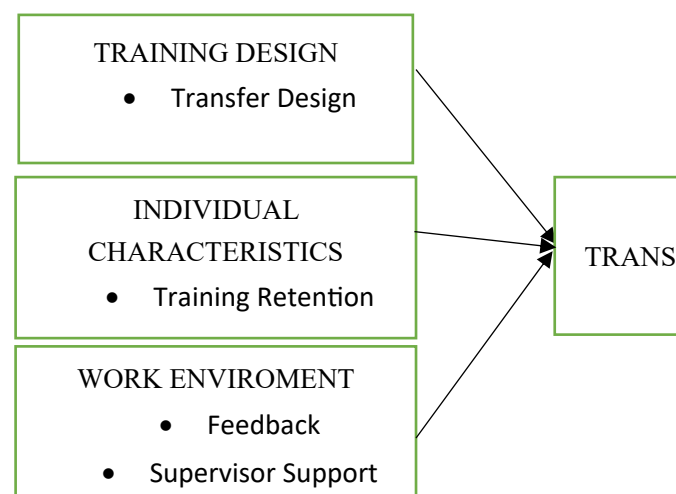 TRAINING DESIGN
• Transfer Design
INDIVIDUAL
CHARACTERISTICS
• Training Retention
TRANS
WORK ENVIROMENT
• Feedback
• Supervisor Support